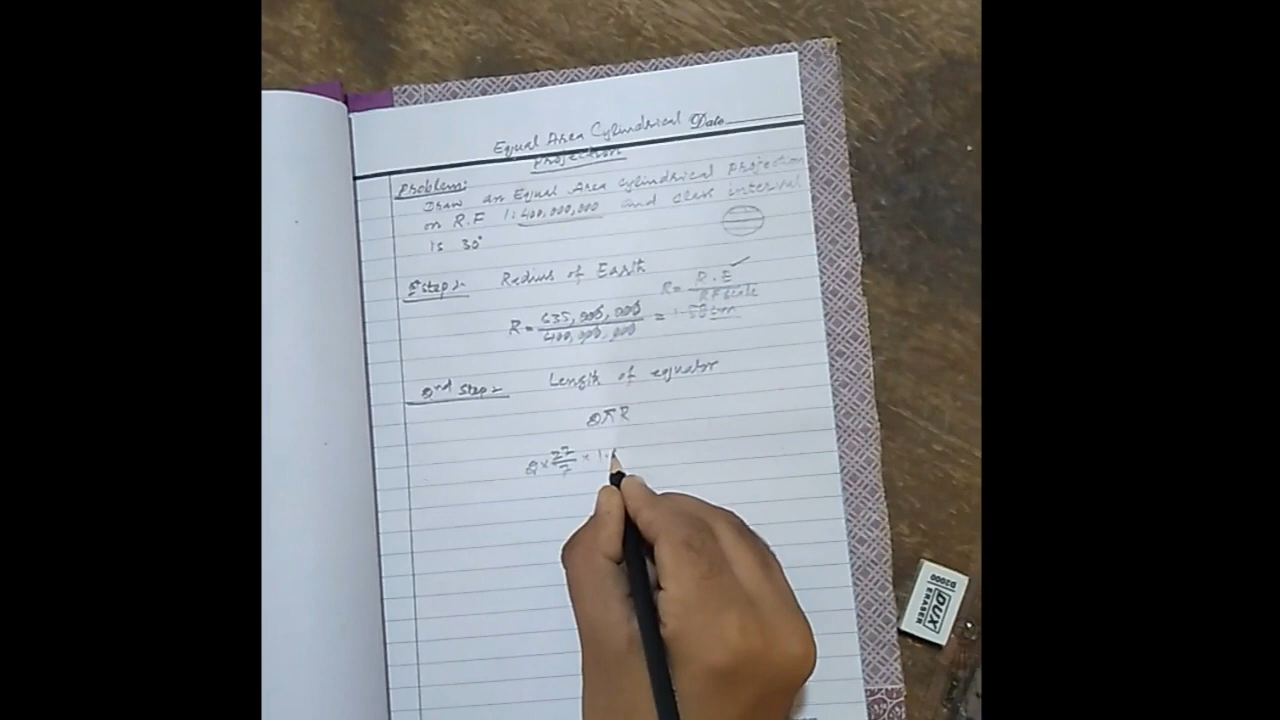 Equal Area Cylindrical Date
Projection
Problem:
Draw an Equal Area Cylindrical Projection
on R.F 1:400,000,000 and class interval
is 30°
1st step:- Radius of Earth
R = R.E / RF Scale
R = 635,000,000 / 400,000,000 = 1.58cm
2nd step:- Length of equator
2πR
2 × 22/7 × 1.
DUX
ERASER
D2000